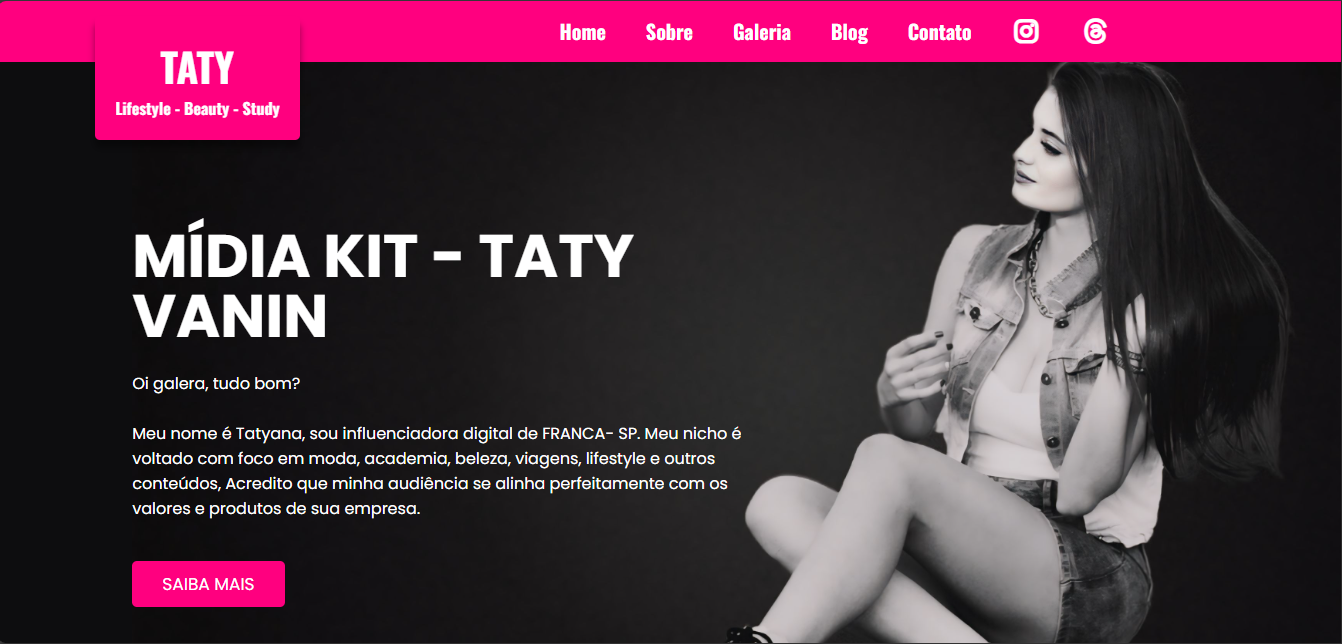 Home Sobre Galeria Blog Contato
TATY
Lifestyle - Beauty - Study
MÍDIA KIT - TATY
VANIN
Oi galera, tudo bom?
Meu nome é Tatyana, sou influenciadora digital de FRANCA- SP. Meu nicho é
voltado com foco em moda, academia, beleza, viagens, lifestyle e outros
conteúdos, Acredito que minha audiência se alinha perfeitamente com os
valores e produtos de sua empresa.
SAIBA MAIS